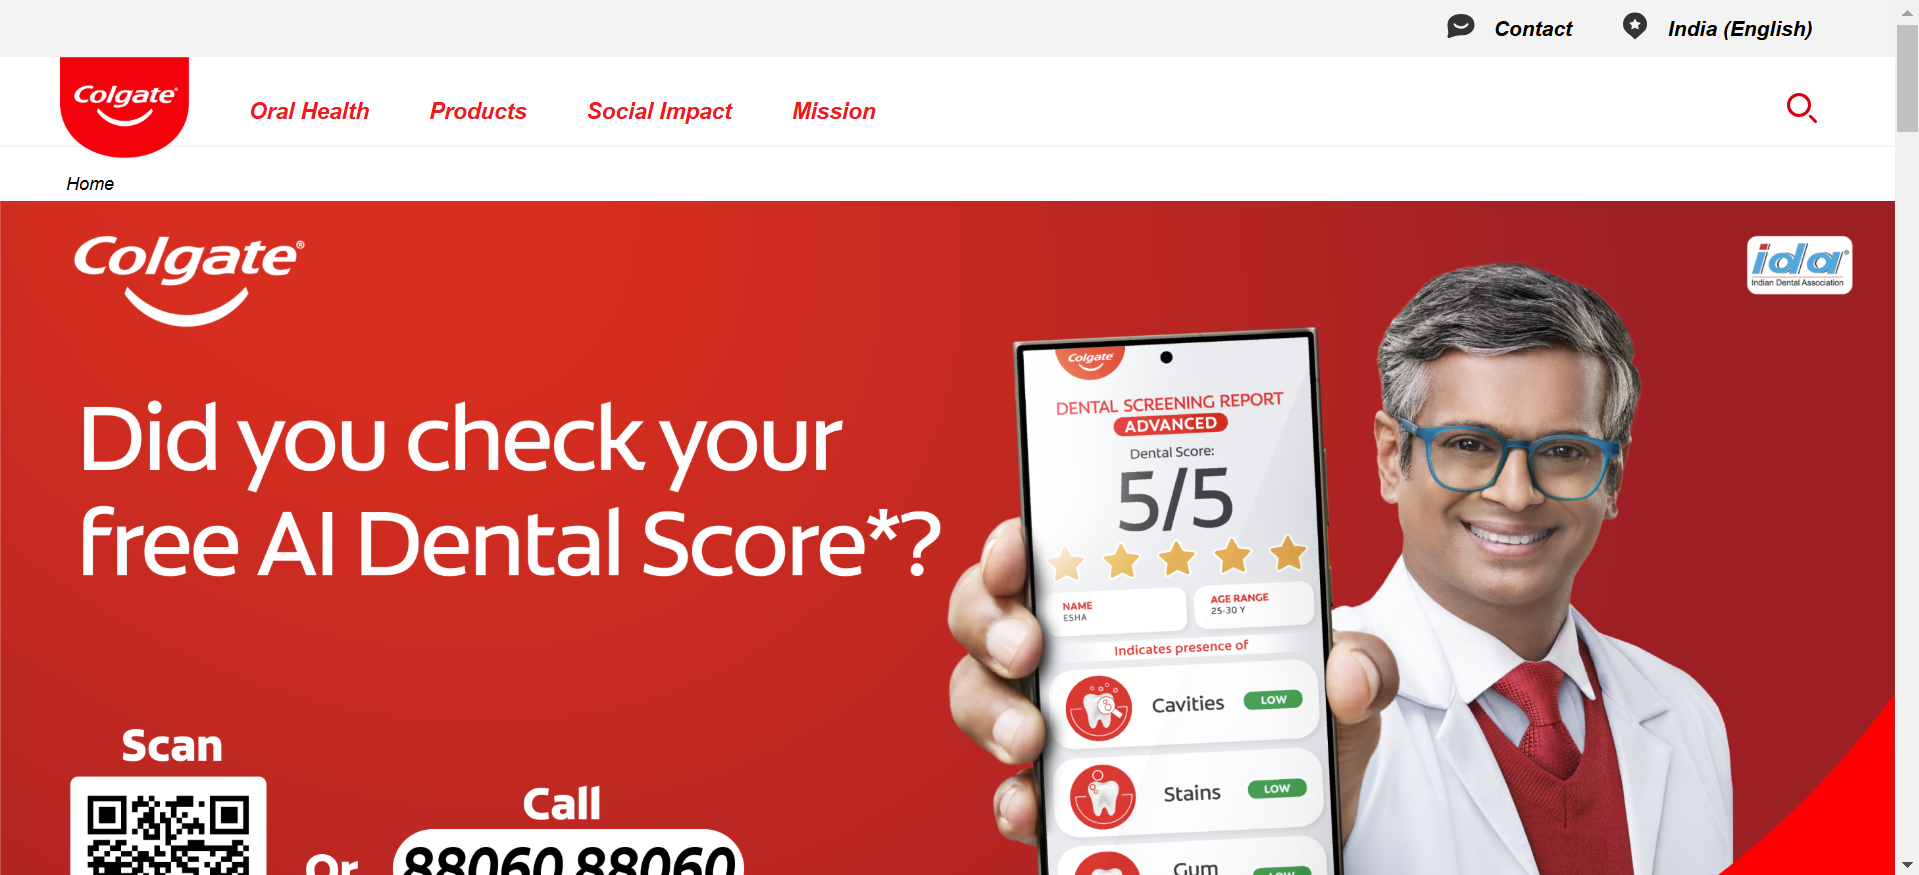 Contact
India (English)
Colgate
Oral Health
Products
Social Impact
Mission
Home
Colgate®
ida®
Indian Dental Association
Did you check your
free AI Dental Score*?
Colgate
DENTAL SCREENING REPORT
ADVANCED
Dental Score:
5/5
NAME
ESHA
AGE RANGE
25-30 Y
Indicates presence of
Cavities
LOW
Stains
LOW
Gum
LOW
Scan
Or
Call
88060 88060